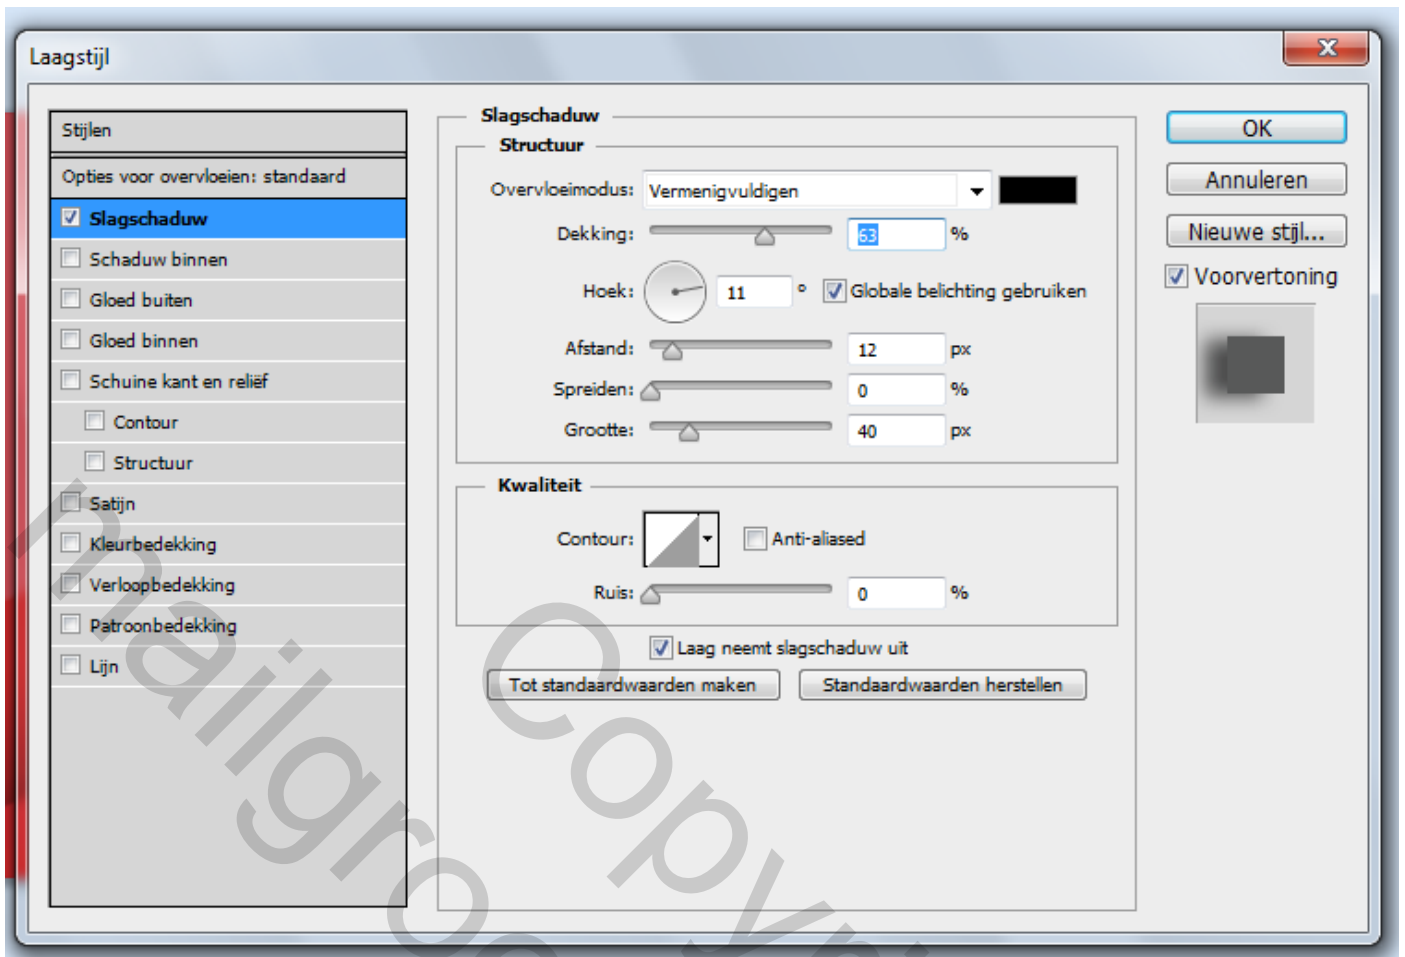 Laagstijl
Stijlen
Opties voor overvloeien: standaard
Slagschaduw
Schaduw binnen
Gloed buiten
Gloed binnen
Schuine kant en reliëf
Contour
Structuur
Satijn
Kleurbedekking
Verloopbedekking
Patroonbedekking
Lijn
Slagschaduw
Structuur
Overvloeimodus: Vermenigvuldigen
Dekking: 63 %
Hoek: 11 ° Globale belichting gebruiken
Afstand: 12 px
Spreiden: 0 %
Grootte: 40 px
Kwaliteit
Contour: Anti-aliased
Ruis: 0 %
Laag neemt slagschaduw uit
Tot standaardwaarden maken Standaardwaarden herstellen
OK
Annuleren
Nieuwe stijl...
Voorvertoning